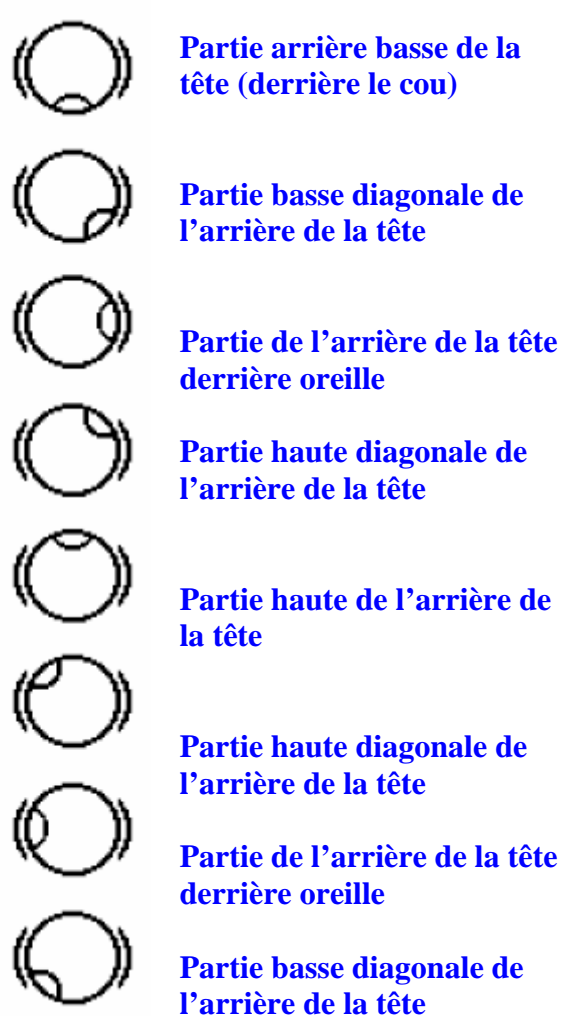 Partie arrière basse de la
tête (derrière le cou)
Partie basse diagonale de
l’arrière de la tête
Partie de l’arrière de la tête
derrière oreille
Partie haute diagonale de
l’arrière de la tête
Partie haute de l’arrière de
la tête
Partie haute diagonale de
l’arrière de la tête
Partie de l’arrière de la tête
derrière oreille
Partie basse diagonale de
l’arrière de la tête